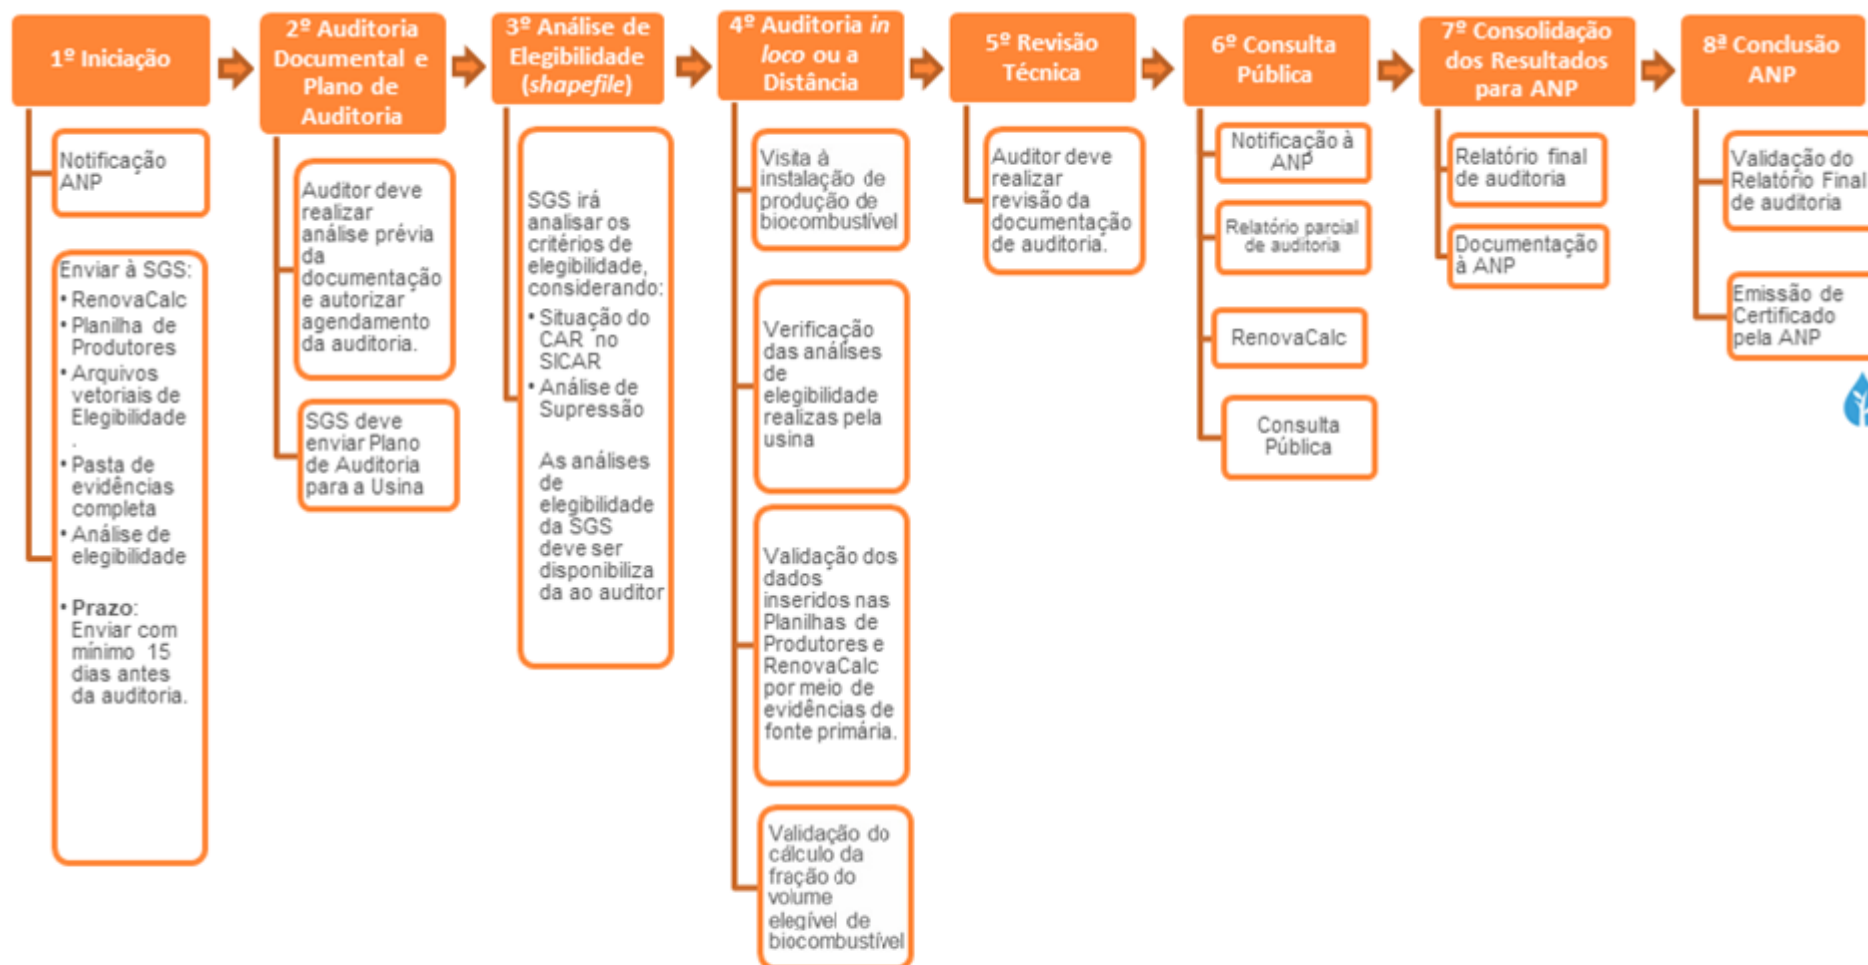 1º Iniciação
Notificação
ANP
Enviar à SGS:
• RenovaCalc
• Planilha de
Produtores
• Arquivos
vetoriais de
Elegibilidade
.
• Pasta de
evidências
completa
• Análise de
elegibilidade
• Prazo:
Enviar com
mínimo 15
dias antes
da auditoria.
2º Auditoria
Documental e
Plano de
Auditoria
Auditor deve
realizar
análise prévia
da
documentação
e autorizar
agendamento
da auditoria.
SGS deve
enviar Plano
de Auditoria
para a Usina
3º Análise de
Elegibilidade
(shapefile)
SGS irá
analisar os
critérios de
elegibilidade,
considerando:
• Situação do
CAR no
SICAR
• Análise de
Supressão
As análises
de
elegibilidade
da SGS
deve ser
disponibiliza
da ao auditor
4º Auditoria in
loco ou a
Distância
Visita à
instalação de
produção de
biocombustível
Verificação
das análises
de
elegibilidade
realizas pela
usina
Validação dos
dados
inseridos nas
Planilhas de
Produtores e
RenovaCalc
por meio de
evidências de
fonte primária.
Validação do
cálculo da
fração do
volume
elegível de
biocombustível
5º Revisão
Técnica
Auditor deve
realizar
revisão da
documentação
de auditoria.
6º Consulta
Pública
Notificação à
ANP
Relatório parcial
de auditoria
RenovaCalc
Consulta
Pública
7º Consolidação
dos Resultados
para ANP
Relatório final
de auditoria
Documentação
à ANP
8ª Conclusão
ANP
Validação do
Relatório Final
de auditoria
Emissão de
Certificado
pela ANP